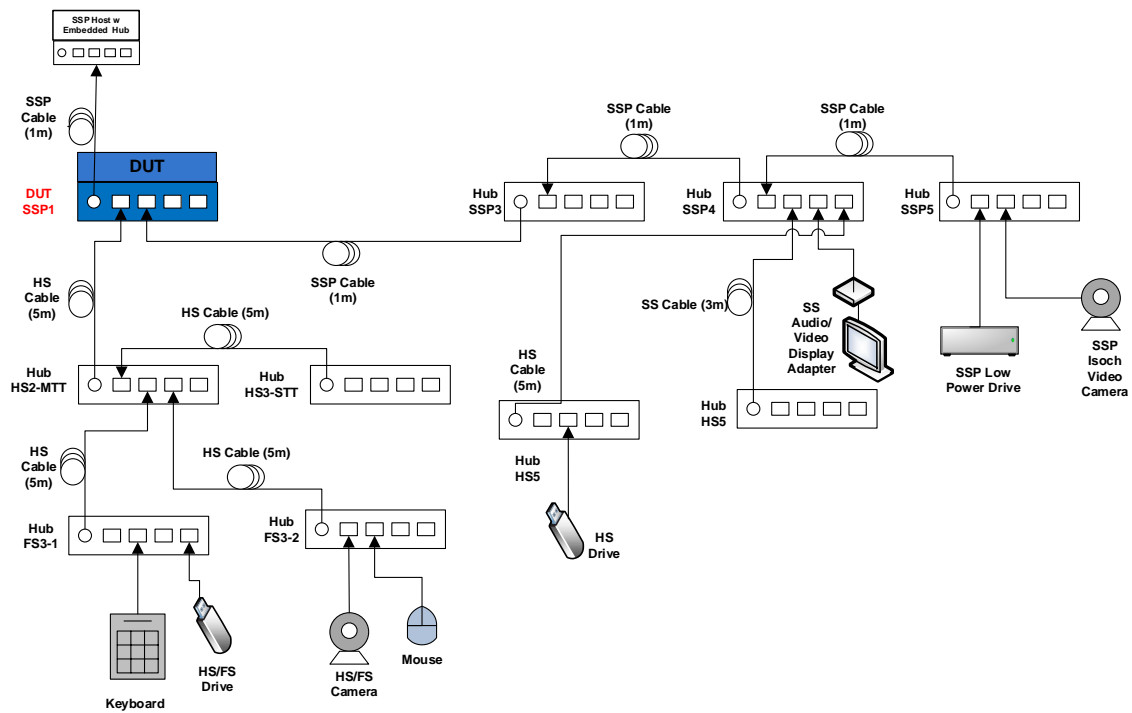 SSP Host w
Embedded Hub
SSP
Cable
(1m)
SSP Cable
(1m)
SSP Cable
(1m)
DUT
DUT
SSP1
Hub
SSP3
Hub
SSP4
Hub
SSP5
HS
Cable
(5m)
SSP Cable
(1m)
HS Cable (5m)
SS Cable (3m)
SS
Audio/
Video
Display
Adapter
SSP Low
Power Drive
SSP
Isoch
Video
Camera
Hub
HS2-MTT
Hub
HS3-STT
HS
Cable
(5m)
Hub
HS5
HS
Cable
(5m)
HS Cable (5m)
Hub
HS5
HS
Drive
Hub
FS3-1
Hub
FS3-2
Keyboard
HS/FS
Drive
HS/FS
Camera
Mouse